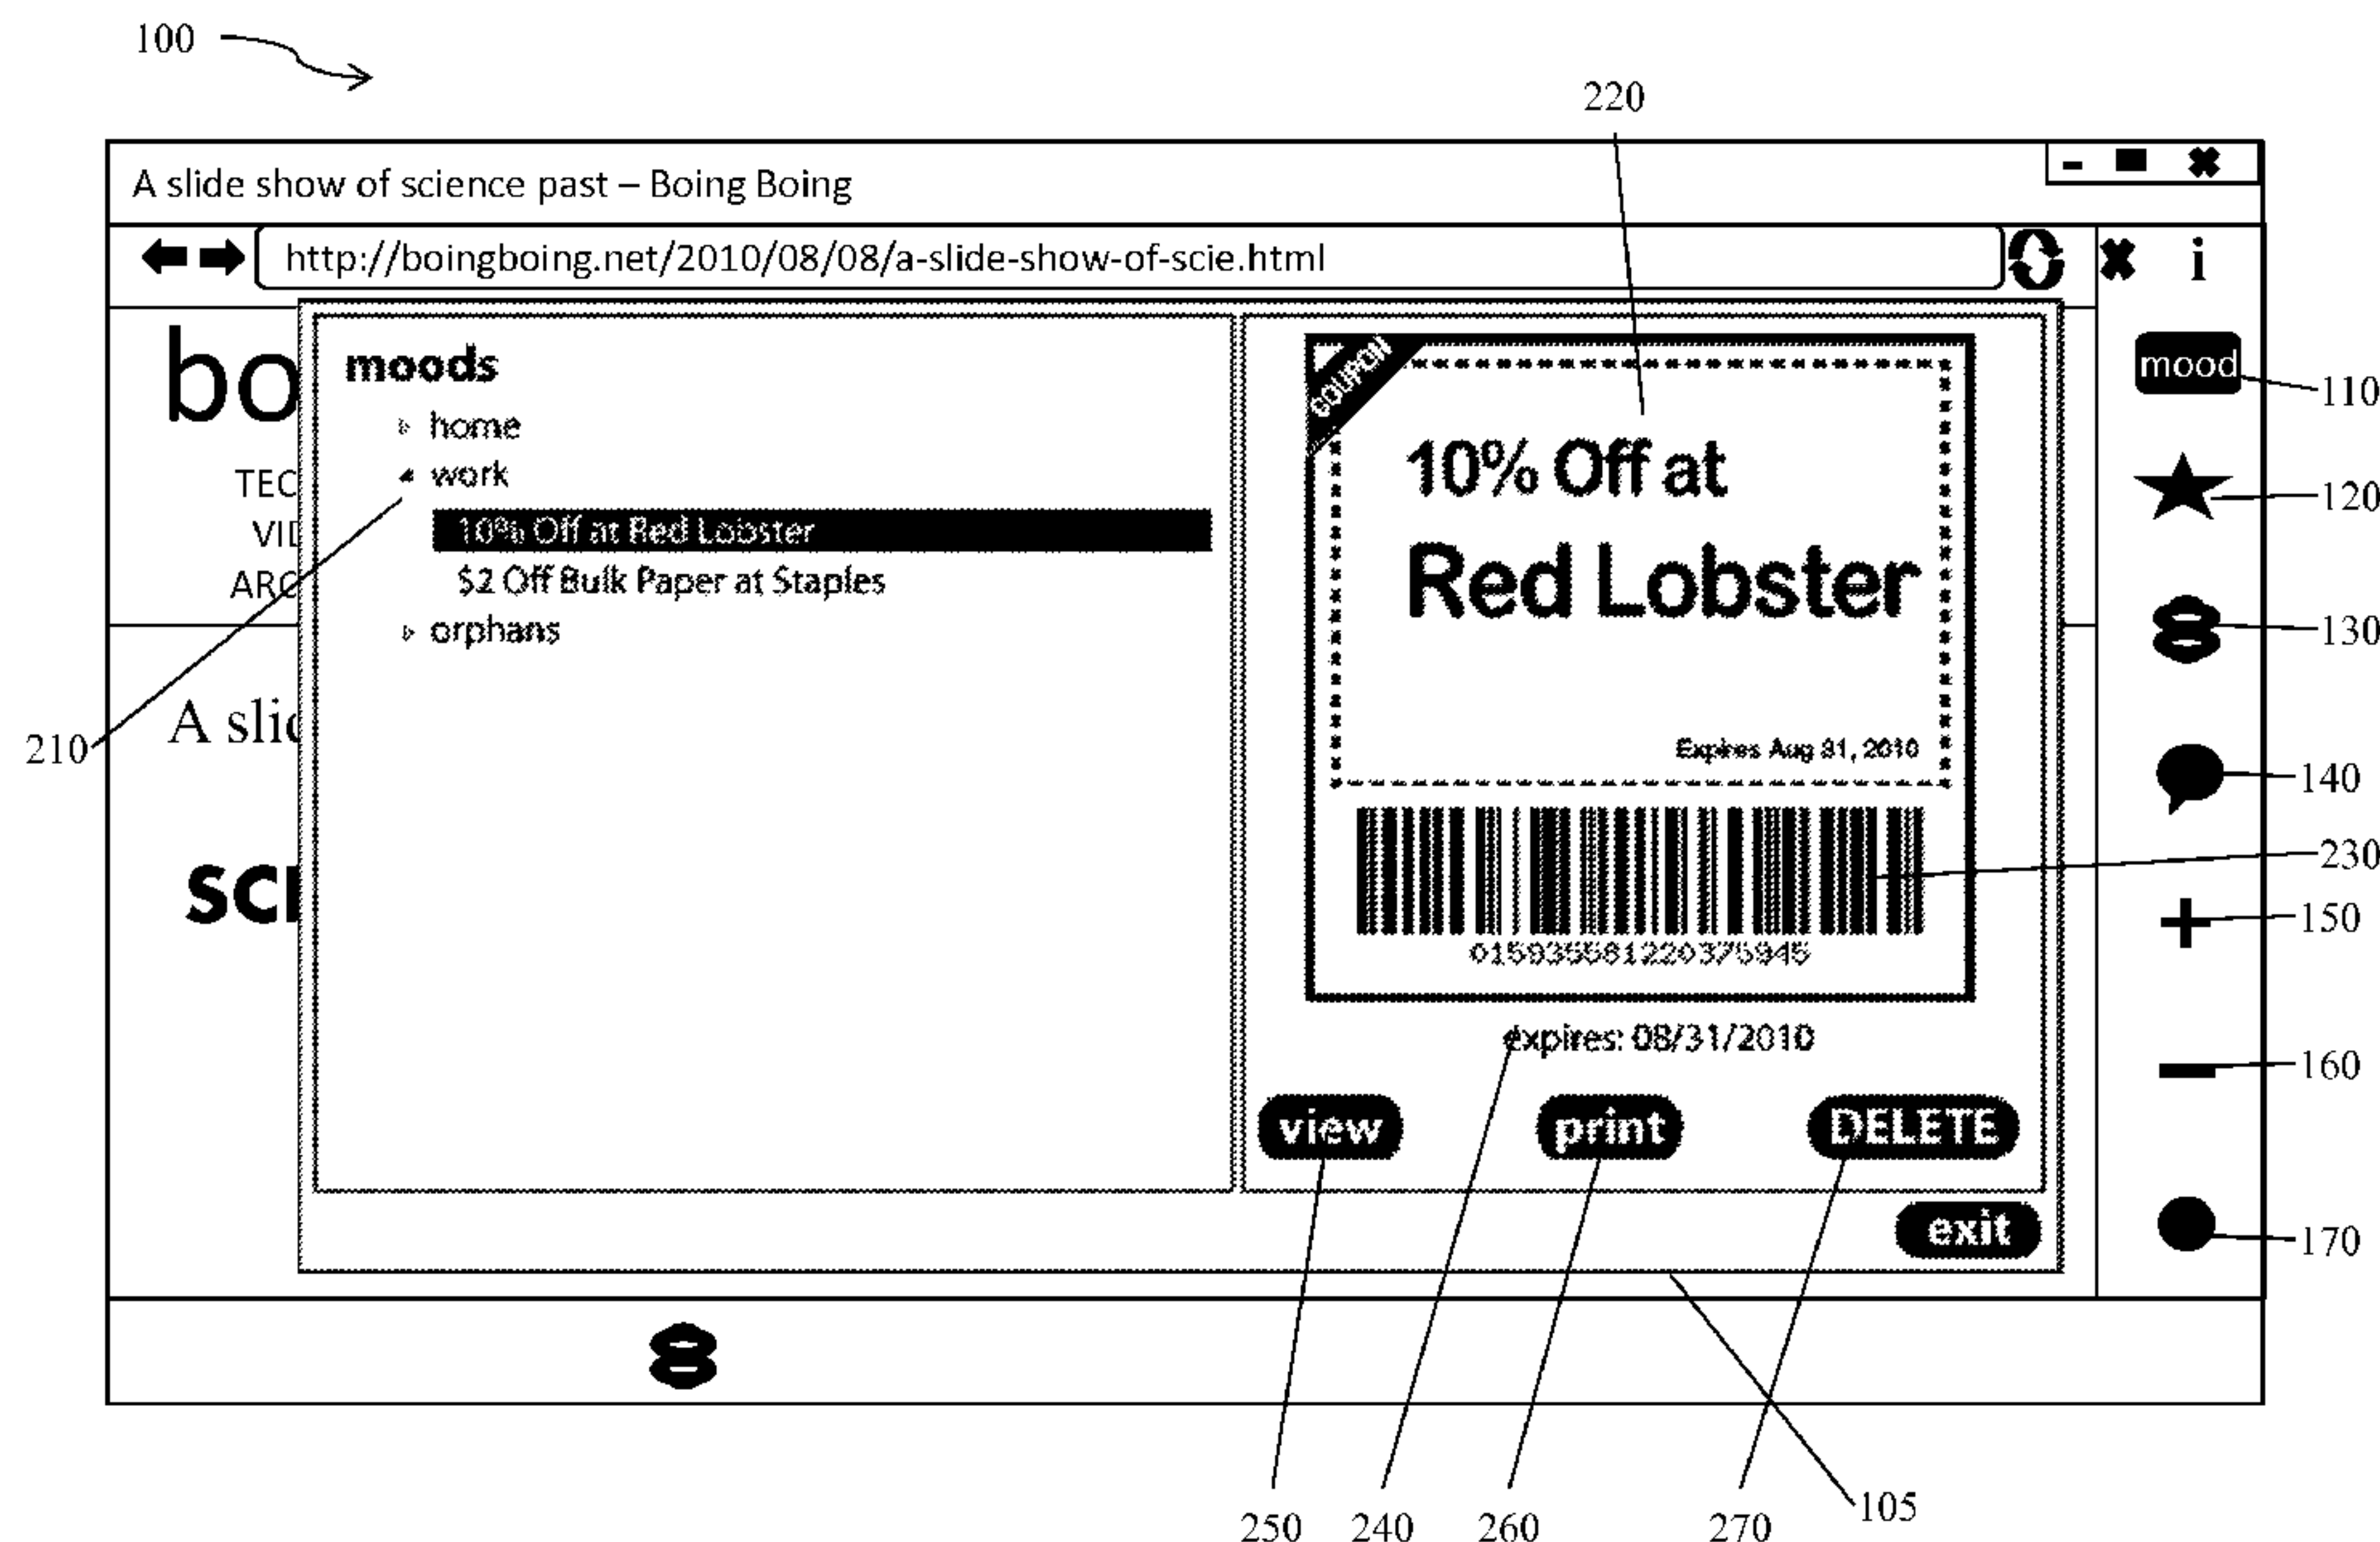 100
220
A slide show of science past – Boing Boing
http://boingboing.net/2010/08/08/a-slide-show-of-scie.html
i
bo
moods
home
work
10% Off at Red Lobster
$2 Off Bulk Paper at Staples
orphans
TEC
VID
ARC
A slid
SCI
210
COUPON
10% Off at
Red Lobster
Expires Aug 31, 2010
0159355581220375945
expires: 08/31/2010
view
print
DELETE
exit
mood
110
120
130
140
230
150
160
170
250
240
260
270
105